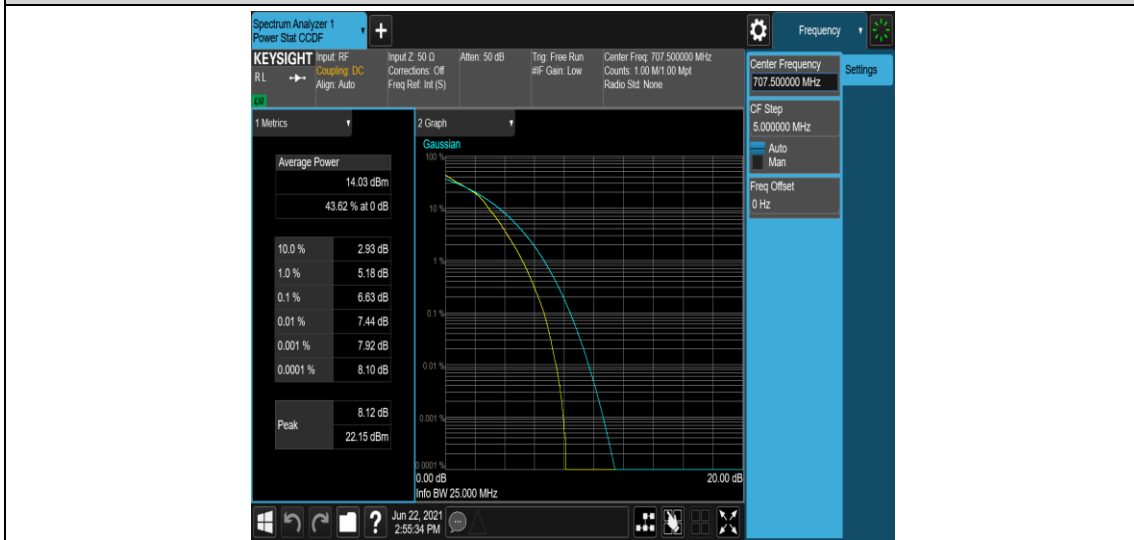 Spectrum Analyzer 1
Power Stat CCDF
+
Frequency
KEYSIGHT
RL
LXI
Input: RF
Coupling: DC
Align: Auto
Input Z: 50 Ω
Corrections: Off
Freq Ref: Int (S)
Atten: 50 dB
Trig: Free Run
#IF Gain: Low
Center Freq: 707.500000 MHz
Counts: 1.00 M/1.00 Mpt
Radio Std: None
Center Frequency
707.500000 MHz
Settings
CF Step
5.000000 MHz
Auto
Man
Freq Offset
0 Hz
1 Metrics
Average Power
14.03 dBm
43.62 % at 0 dB
10.0 % 2.93 dB
1.0 % 5.18 dB
0.1 % 6.63 dB
0.01 % 7.44 dB
0.001 % 7.92 dB
0.0001 % 8.10 dB
Peak
8.12 dB
22.15 dBm
2 Graph
Gaussian
100 %
10 %
1 %
0.1 %
0.01 %
0.001 %
0.0001 %
0.00 dB 20.00 dB
Info BW 25.000 MHz
?
Jun 22, 2021
2:55:34 PM